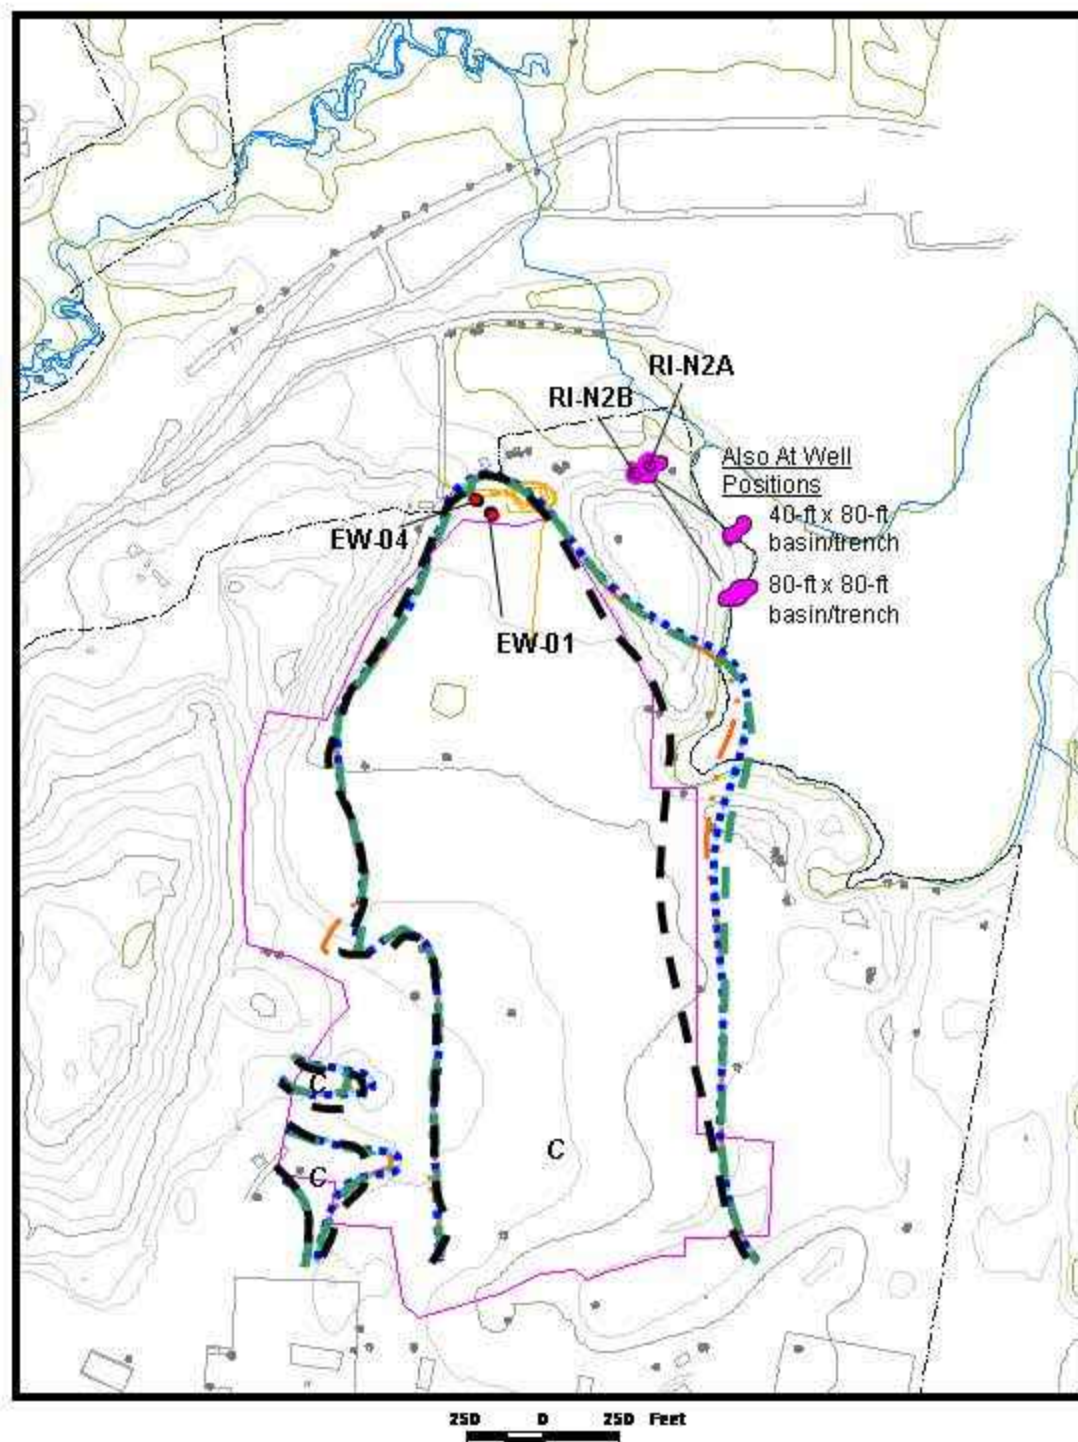 RI-N2A
RI-N2B
Also At Well
Positions
40-ft x 80-ft
basin/trench
80-ft x 80-ft
basin/trench
EW-04
EW-01
C
C
C
250 0 250 Feet